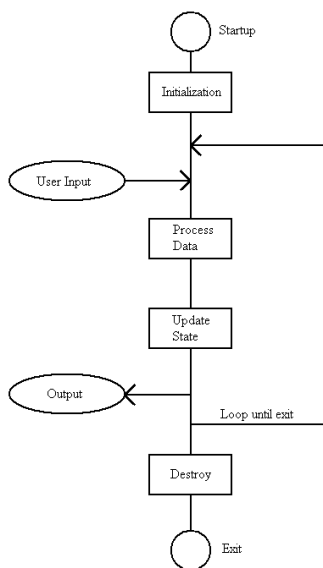 Startup
Initialization
User Input
Process
Data
Update
State
Output
Loop until exit
Destroy
Exit